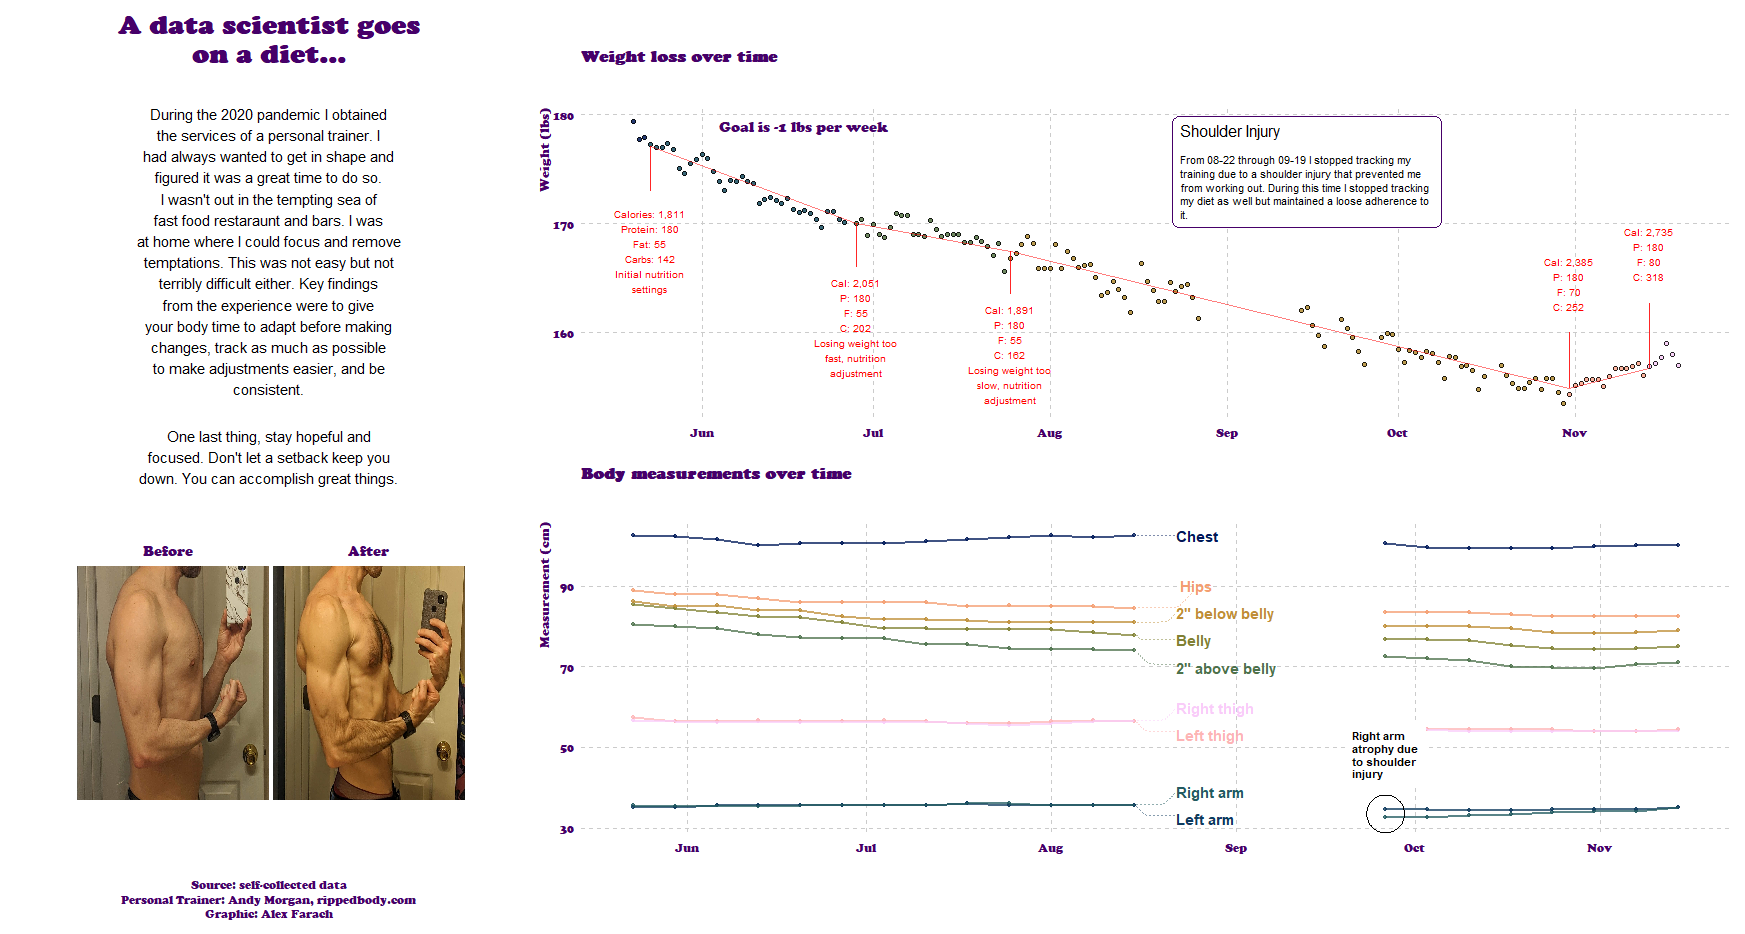 A data scientist goes
on a diet...
During the 2020 pandemic I obtained
the services of a personal trainer. I
had always wanted to get in shape and
figured it was a great time to do so.
I wasn't out in the tempting sea of
fast food restaraunt and bars. I was
at home where I could focus and remove
temptations. This was not easy but not
terribly difficult either. Key findings
from the experience were to give
your body time to adapt before making
changes, track as much as possible
to make adjustments easier, and be
consistent.
One last thing, stay hopeful and
focused. Don't let a setback keep you
down. You can accomplish great things.
Before
After
Source: self-collected data
Personal Trainer: Andy Morgan, rippedbody.com
Graphic: Alex Farach
Weight loss over time
Weight (lbs)
180
170
160
Goal is -1 lbs per week
Shoulder Injury
From 08-22 through 09-19 I stopped tracking my
training due to a shoulder injury that prevented me
from working out. During this time I stopped tracking
my diet as well but maintained a loose adherence to
it.
Calories: 1,811
Protein: 180
Fat: 55
Carbs: 142
Initial nutrition
settings
Cal: 2,051
P: 180
F: 55
C: 202
Losing weight too
fast, nutrition
adjustment
Cal: 1,891
P: 180
F: 55
C: 162
Losing weight too
slow, nutrition
adjustment
Cal: 2,385
P: 180
F: 70
C: 252
Cal: 2,735
P: 180
F: 80
C: 318
Jun
Jul
Aug
Sep
Oct
Nov
Body measurements over time
Measurement (cm)
90
70
50
30
Chest
Hips
2" below belly
Belly
2" above belly
Right thigh
Left thigh
Right arm
Left arm
Right arm
atrophy due
to shoulder
injury
Jun
Jul
Aug
Sep
Oct
Nov